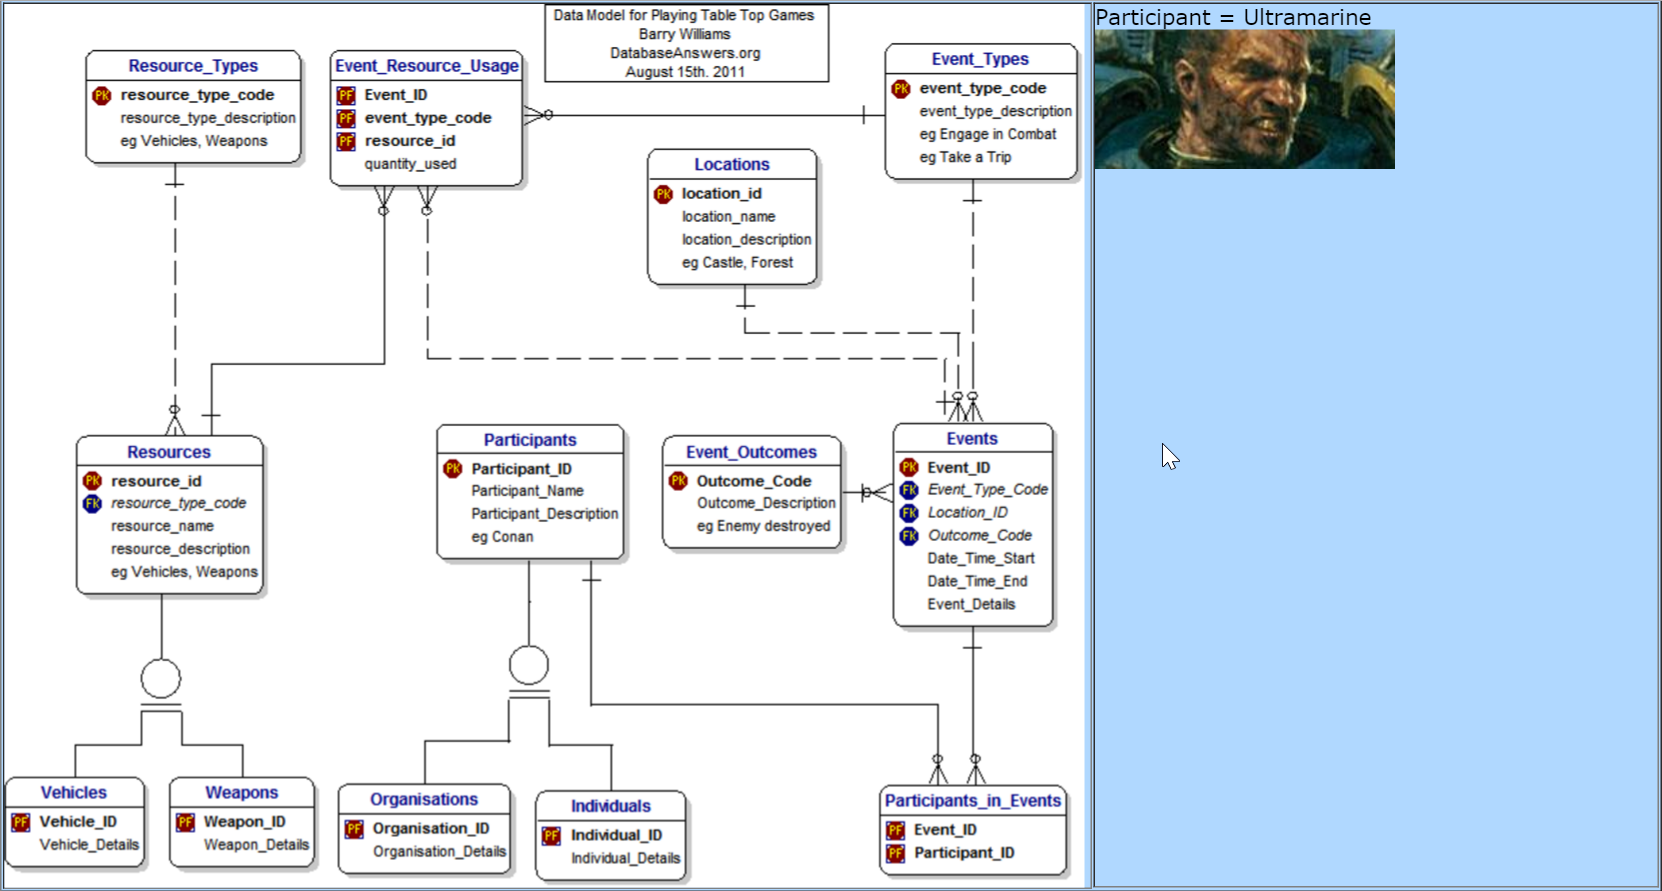 Data Model for Playing Table Top Games
Barry Williams
DatabaseAnswers.org
August 15th. 2011
Resource_Types
PK resource_type_code
resource_type_description
eg Vehicles, Weapons
Event_Resource_Usage
PF Event_ID
PF event_type_code
PF resource_id
quantity_used
Event_Types
PK event_type_code
event_type_description
eg Engage in Combat
eg Take a Trip
Locations
PK location_id
location_name
location_description
eg Castle, Forest
Resources
PK resource_id
FK resource_type_code
resource_name
resource_description
eg Vehicles, Weapons
Participants
PK Participant_ID
Participant_Name
Participant_Description
eg Conan
Event_Outcomes
PK Outcome_Code
Outcome_Description
eg Enemy destroyed
Events
PK Event_ID
FK Event_Type_Code
FK Location_ID
FK Outcome_Code
Date_Time_Start
Date_Time_End
Event_Details
Vehicles
PF Vehicle_ID
Vehicle_Details
Weapons
PF Weapon_ID
Weapon_Details
Organisations
PF Organisation_ID
Organisation_Details
Individuals
PF Individual_ID
Individual_Details
Participants_in_Events
PF Event_ID
PF Participant_ID
Participant = Ultramarine